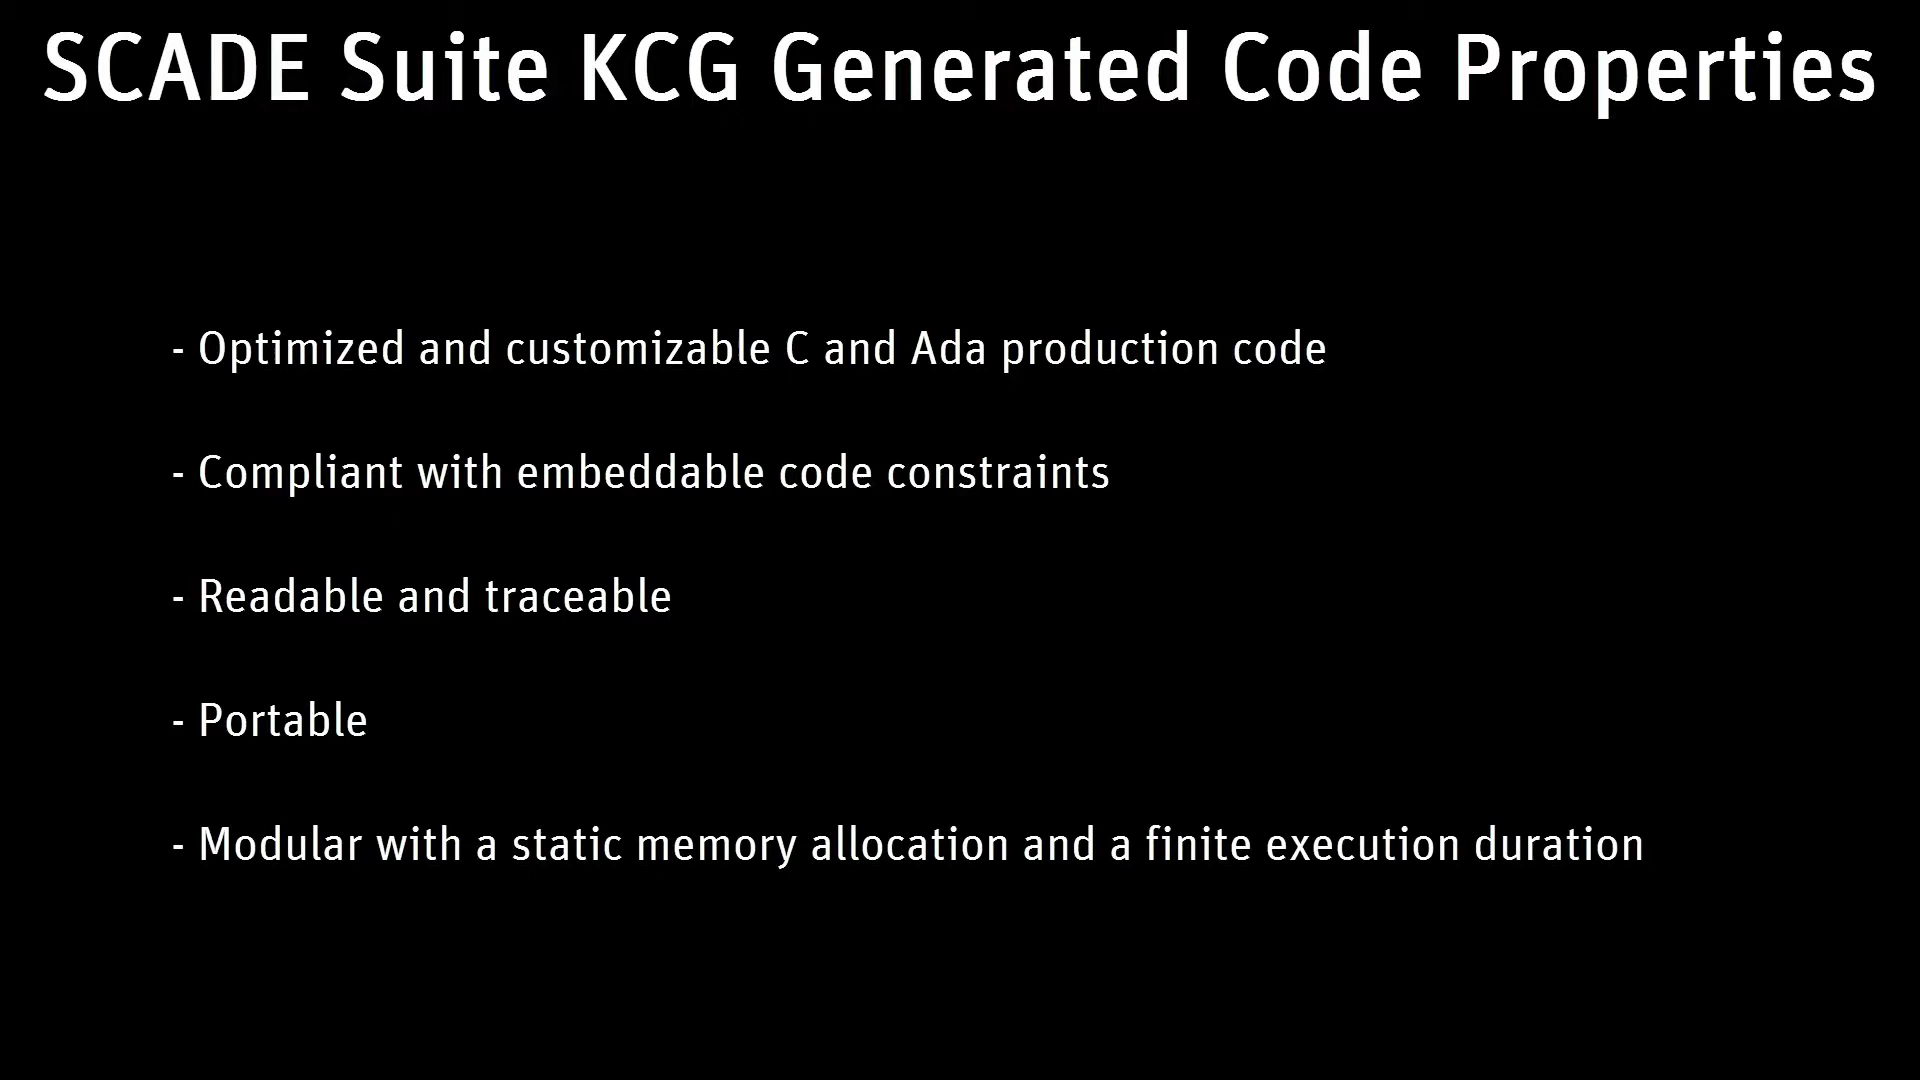 SCADE Suite KCG Generated Code Properties
- Optimized and customizable C and Ada production code
- Compliant with embeddable code constraints
- Readable and traceable
- Portable
- Modular with a static memory allocation and a finite execution duration